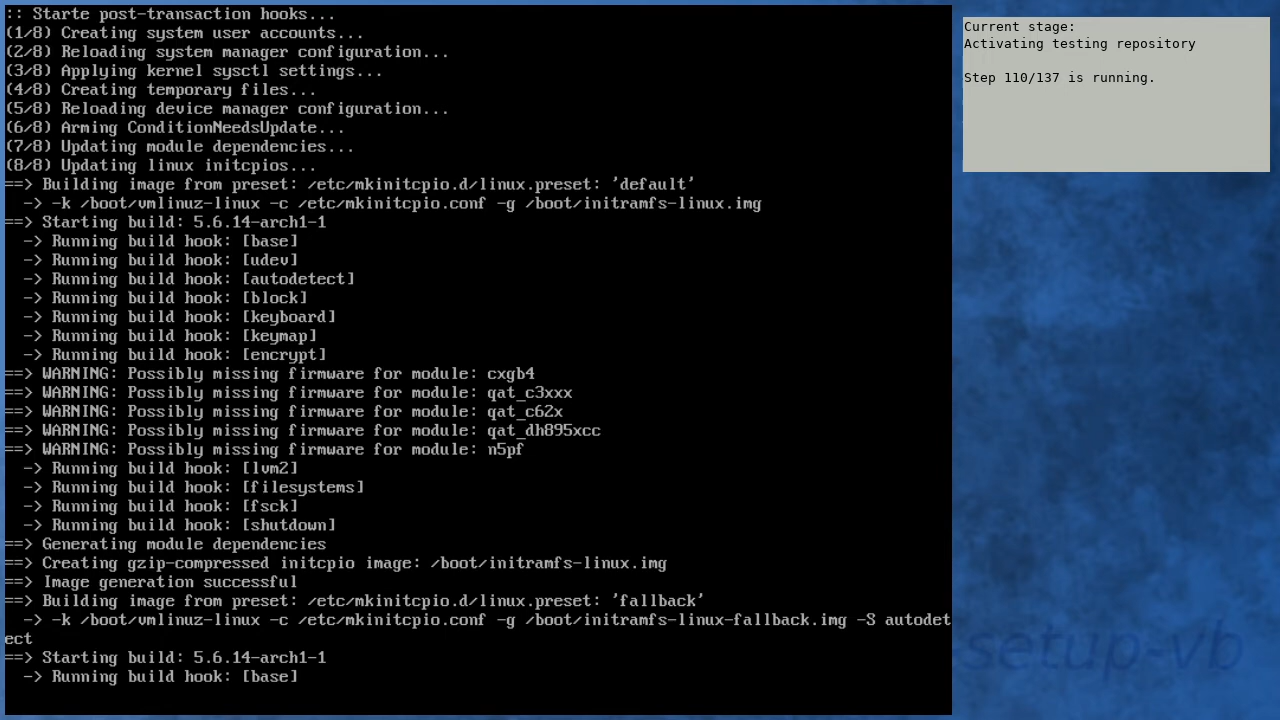 :: Starte post-transaction hooks...
(1/8) Creating system user accounts...
(2/8) Reloading system manager configuration...
(3/8) Applying kernel sysctl settings...
(4/8) Creating temporary files...
(5/8) Reloading device manager configuration...
(6/8) Arming ConditionNeedsUpdate...
(7/8) Updating module dependencies...
(8/8) Updating linux initcpios...
==> Building image from preset: /etc/mkinitcpio.d/linux.preset: 'default'
  -> -k /boot/vmlinuz-linux -c /etc/mkinitcpio.conf -g /boot/initramfs-linux.img
==> Starting build: 5.6.14-arch1-1
  -> Running build hook: [base]
  -> Running build hook: [udev]
  -> Running build hook: [autodetect]
  -> Running build hook: [block]
  -> Running build hook: [keyboard]
  -> Running build hook: [keymap]
  -> Running build hook: [encrypt]
==> WARNING: Possibly missing firmware for module: cxgb4
==> WARNING: Possibly missing firmware for module: qat_c3xxx
==> WARNING: Possibly missing firmware for module: qat_c62x
==> WARNING: Possibly missing firmware for module: qat_dh895xcc
==> WARNING: Possibly missing firmware for module: n5pf
  -> Running build hook: [lvm2]
  -> Running build hook: [filesystems]
  -> Running build hook: [fsck]
  -> Running build hook: [shutdown]
==> Generating module dependencies
==> Creating gzip-compressed initcpio image: /boot/initramfs-linux.img
==> Image generation successful
==> Building image from preset: /etc/mkinitcpio.d/linux.preset: 'fallback'
  -> -k /boot/vmlinuz-linux -c /etc/mkinitcpio.conf -g /boot/initramfs-linux-fallback.img -S autodet
ect
==> Starting build: 5.6.14-arch1-1
  -> Running build hook: [base]
Current stage:
Activating testing repository
Step 110/137 is running.
setup-vb